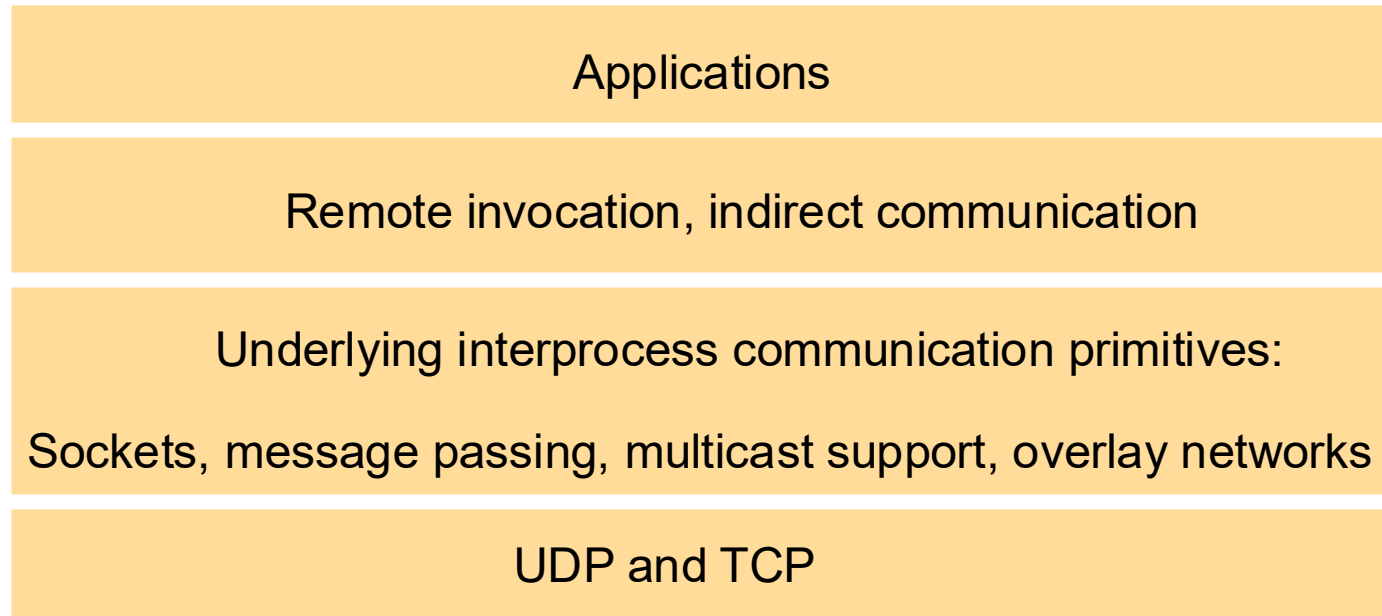 Applications
Remote invocation, indirect communication
Underlying interprocess communication primitives:
Sockets, message passing, multicast support, overlay networks
UDP and TCP